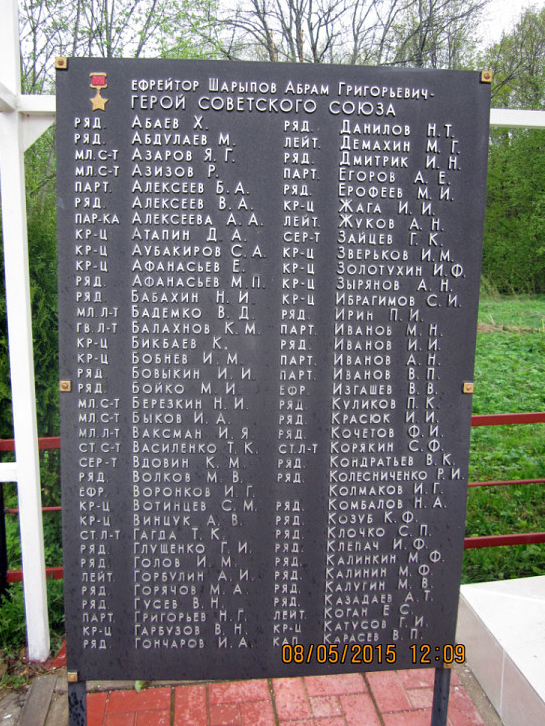 ЕФРЕЙТОР ШАРЫПОВ АБРАМ ГРИГОРЬЕВИЧ-
ГЕРОЙ СОВЕТСКОГО СОЮЗА
РЯД. АБАЕВ Х.
РЯД. АБДУЛАЕВ М.
МЛ.С-Т АЗАРОВ Я.Г.
МЛ.С-Т АЗИЗОВ Р.
ПАРТ. АЛЕКСЕЕВ Б.А.
РЯД. АЛЕКСЕЕВ В.А.
ПАР-КА АЛЕКСЕЕВА А.А.
КР-Ц АТАПИН Д.А.
КР-Ц АУБАКИРОВ С.А.
КР-Ц АФАНАСЬЕВ Е.
РЯД. АФАНАСЬЕВ М.П.
РЯД. БАБАХИН Н.И.
МЛ.Л-Т БАДЕМКО В.Д.
ГВ.Л-Т БАЛАХНОВ К.М.
КР-Ц БИКБАЕВ К.
КР-Ц БОБНЕВ И.М.
РЯД. БОВЫКИН И.И.
РЯД. БОЙКО М.И.
МЛ.С-Т БЕРЕЗКИН Н.И.
МЛ.С-Т БЫКОВ И.А.
МЛ.Л-Т ВАКСМАН И.Я.
СТ.С-Т ВАСИЛЕНКО Т.К.
СЕР-Т ВДОВИН К.М.
РЯД. ВОЛКОВ М.В.
ЕФР. ВОРОНКОВ И.Г.
КР-Ц ВОТИНЦЕВ С.М.
КР-Ц ВИНЦУК А.В.
СТ.Л-Т ГАГДА Т.К.
РЯД. ГЛУЩЕНКО Г.И.
РЯД. ГОЛОВ И.М.
ЛЕЙТ. ГОРБУЛИН А.И.
РЯД. ГОРЯЧОВ М.А.
РЯД. ГУСЕВ В.Н.
ПАРТ. ГРИГОРЬЕВ Н.Г.
КР-Ц ГАРБУЗОВ В.Н.
РЯД. ГОНЧАРОВ И.А.
РЯД. ДАНИЛОВ Н.Т.
ЛЕЙТ. ДЕМАХИН М.Г.
РЯД. ДМИТРИК И.Н.
ПАРТ. ЕГОРОВ А.Е.
РЯД. ЕРОФЕЕВ М.И.
КР-Ц ЖАГА И.И.
ЛЕЙТ. ЖУКОВ А.Н.
СЕР-Т ЗАЙЦЕВ Г.К.
КР-Ц ЗВЕРЬКОВ И.М.
КР-Ц ЗОЛОТУХИН И.Ф.
КР-Ц ЗЫРЯНОВ А.Н.
КР-Ц ИБРАГИМОВ С.И.
РЯД. ИРИН П.И.
ПАРТ. ИВАНОВ М.Н.
РЯД. ИВАНОВ И.И.
ПАРТ. ИВАНОВ А.Н.
ПАРТ. ИВАНОВ В.П.
ЕФР. ИЗГАШЕВ В.В.
РЯД. КУЛИКОВ П.К.
РЯД. КРАСЮК И.И.
РЯД. КОЧЕТОВ Ф.И.
СТ.Л-Т КОРЯКИН С.Ф.
РЯД. КОНДРАТЬЕВ В.К.
КОЛЕСНИЧЕНКО Р.И.
КОЛМАКОВ И.Г.
РЯД. КОМБАЛОВ Н.А.
РЯД. КОЗУБ К.Ф.
РЯД. КЛОЧКО С.П.
РЯД. КЛЕПАЧ И.Ф.
РЯД. КАЛИНКИН М.Ф.
РЯД. КАЛИНИН М.Ф.
РЯД. КАЛУГИН М.В.
РЯД. КАЗАДАЕВ А.Т.
ЛЕЙТ. КОГАН Е.С.
КР-Ц КАТУСОВ Г.И.
КАП. КАРАСЕВ В.П.
08/05/2015 12:09